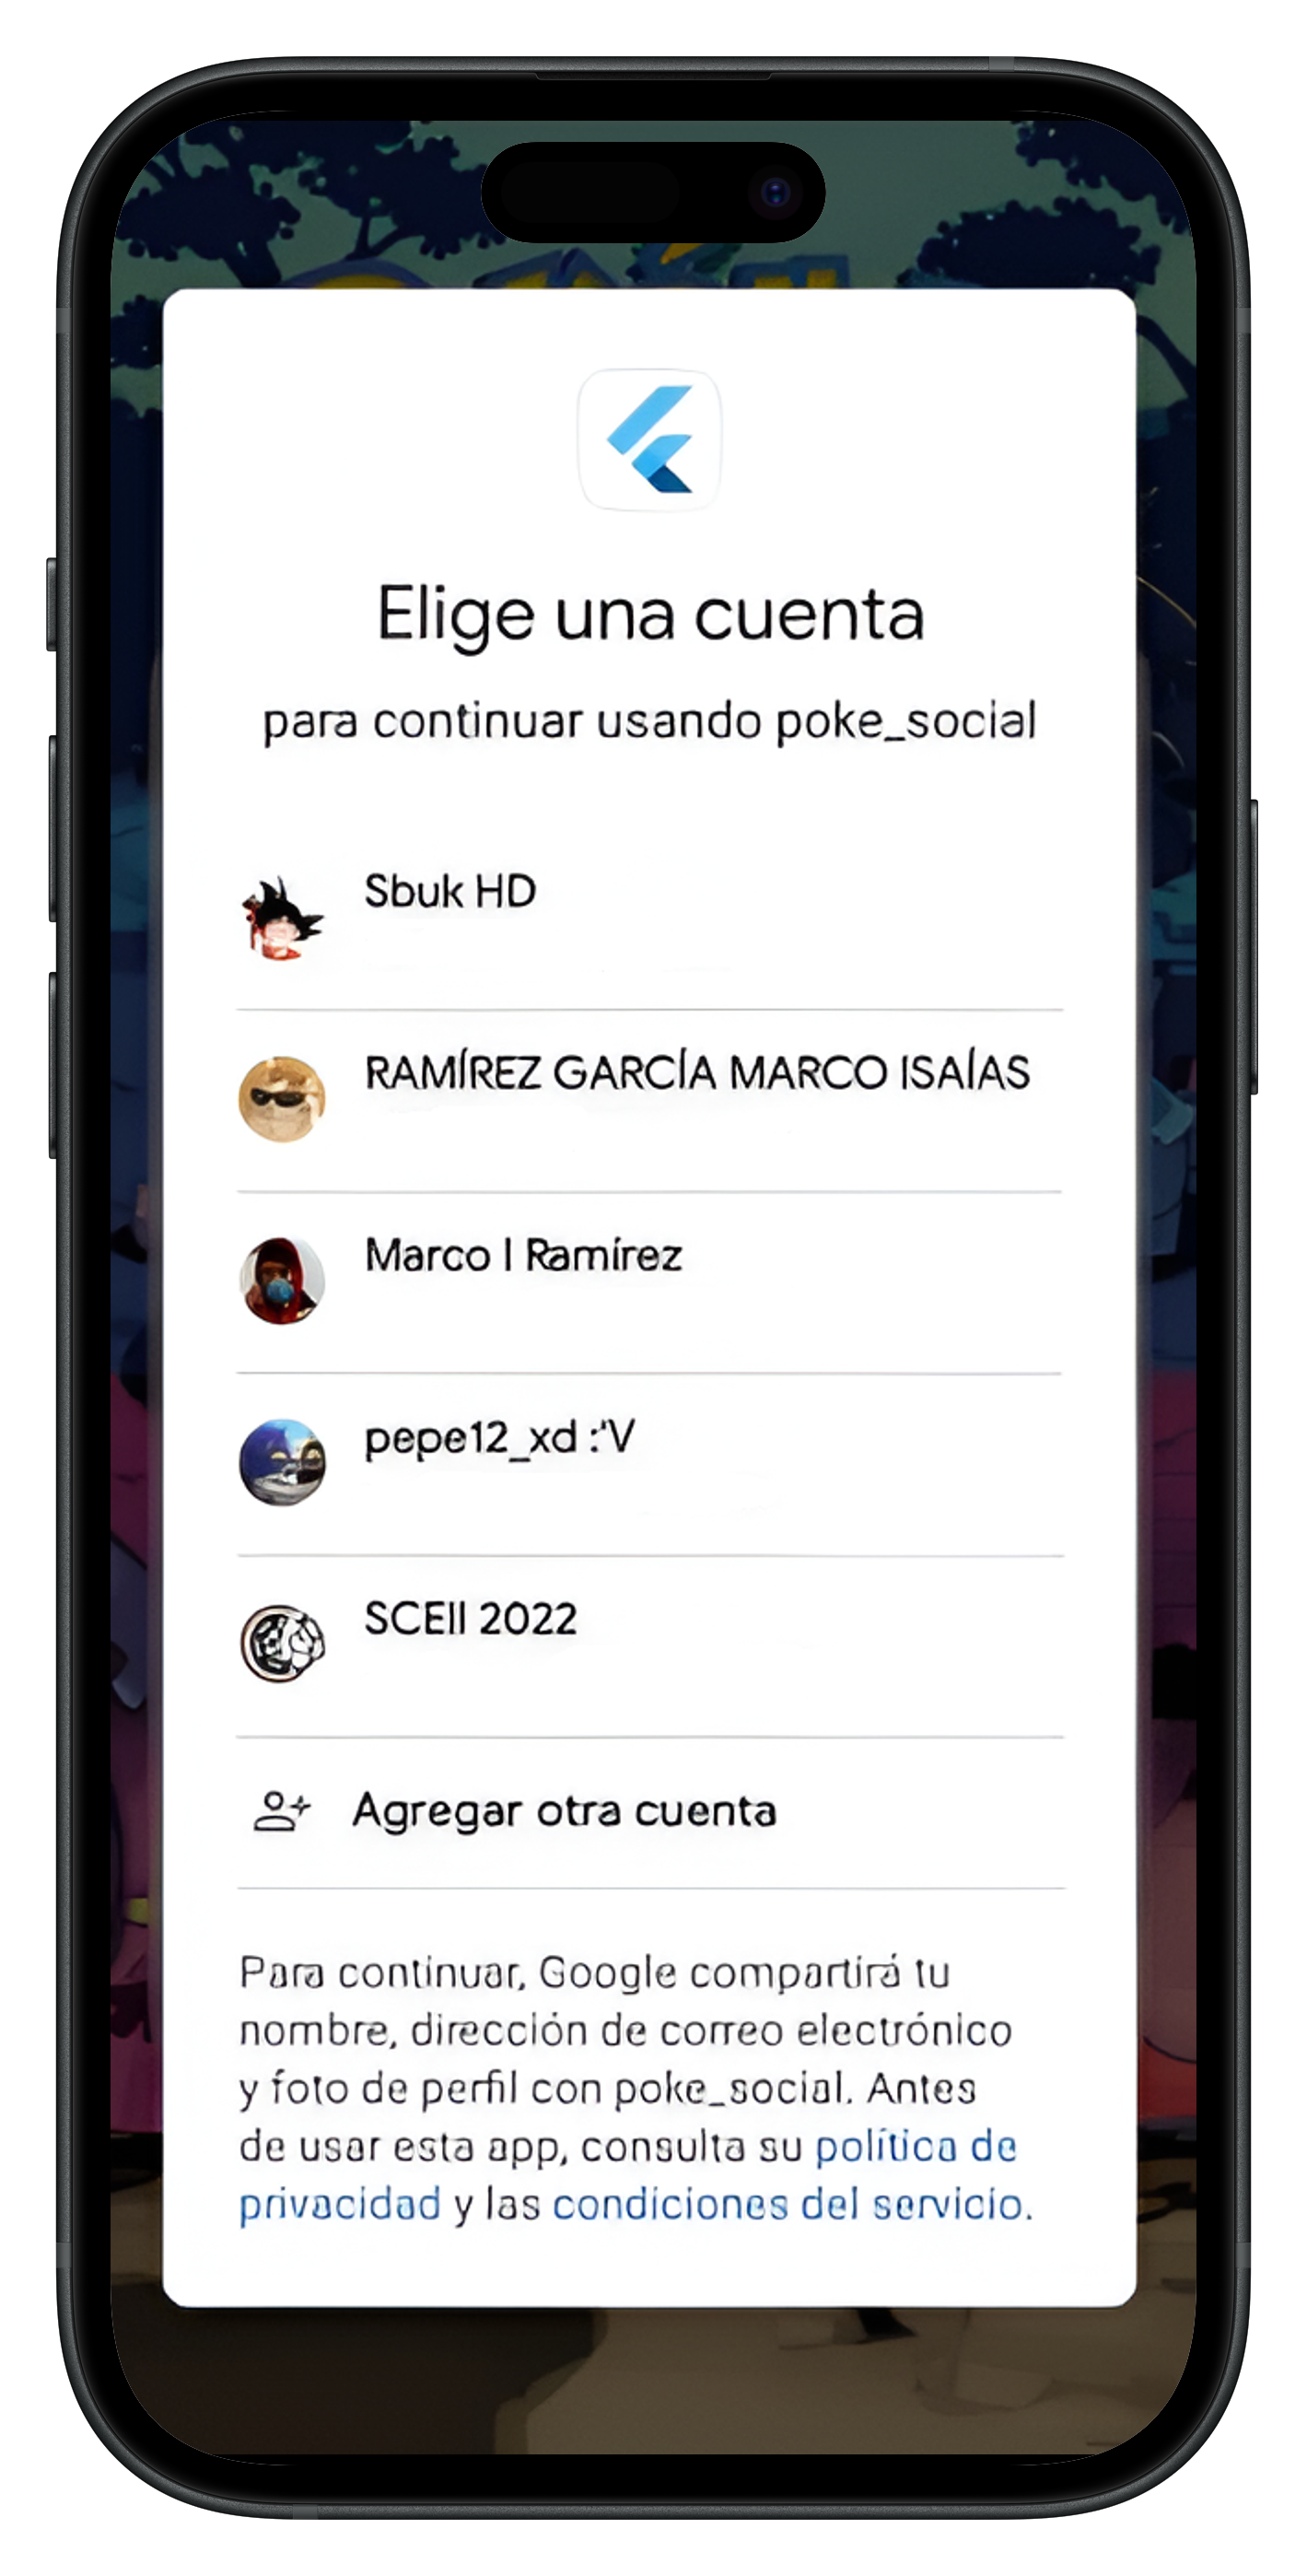 Elige una cuenta
para continuar usando poke_social
Sbuk HD
RAMÍREZ GARCÍA MARCO ISAÍAS
Marco I Ramírez
pepe12_xd :'V
SCEII 2022
Agregar otra cuenta
Para continuar, Google compartirá tu
nombre, dirección de correo electrónico
y foto de perfil con poke_social. Antes
de usar esta app, consulta su política de
privacidad y las condiciones del servicio.